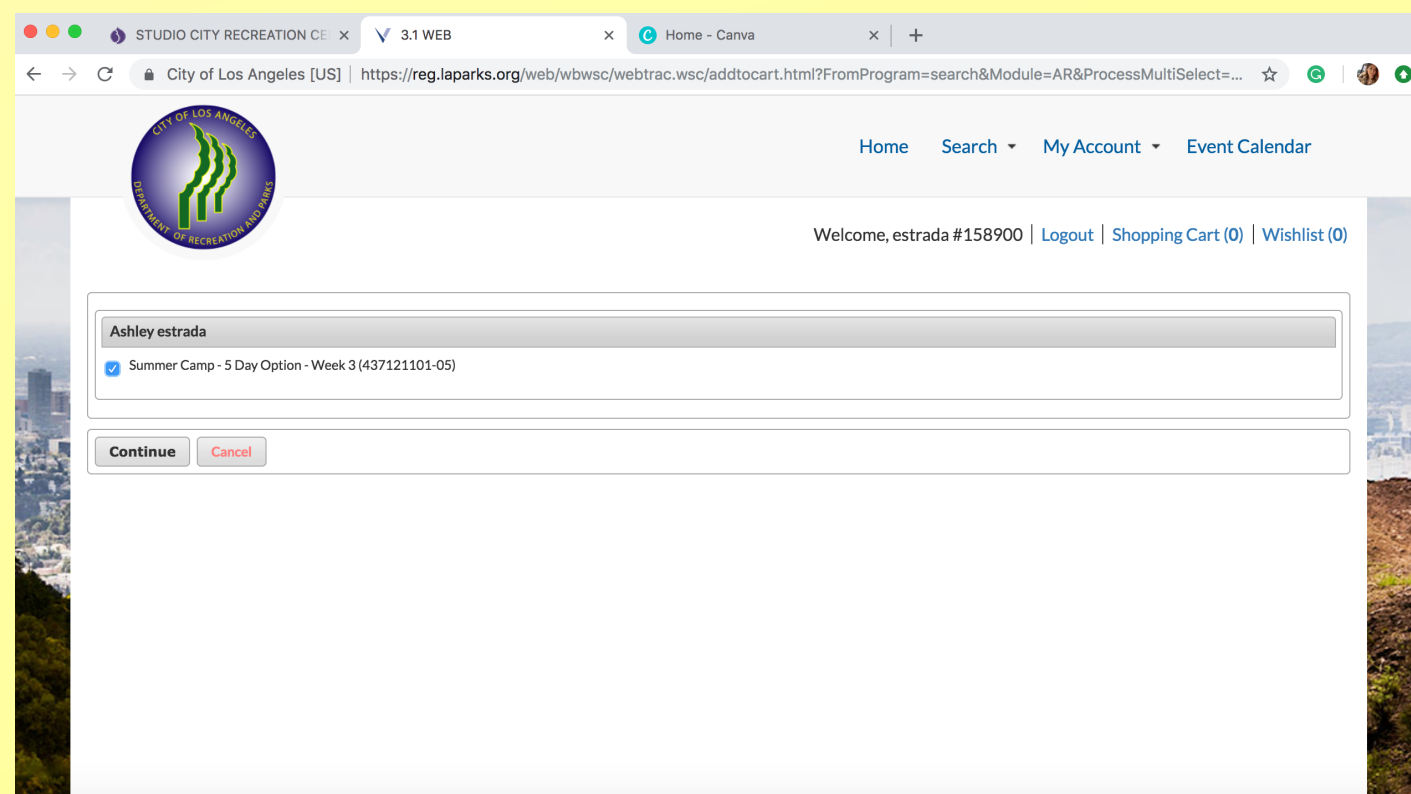 STUDIO CITY RECREATION CE
3.1 WEB
Home - Canva
City of Los Angeles [US] | https://reg.laparks.org/web/wbwsc/webtrac.wsc/addtocart.html?FromProgram=search&Module=AR&ProcessMultiSelect=...
CITY OF LOS ANGELES
DEPARTMENT OF RECREATION AND PARKS
Home Search My Account Event Calendar
Welcome, estrada #158900 | Logout | Shopping Cart (0) | Wishlist (0)
Ashley estrada
Summer Camp - 5 Day Option - Week 3 (437121101-05)
Continue Cancel